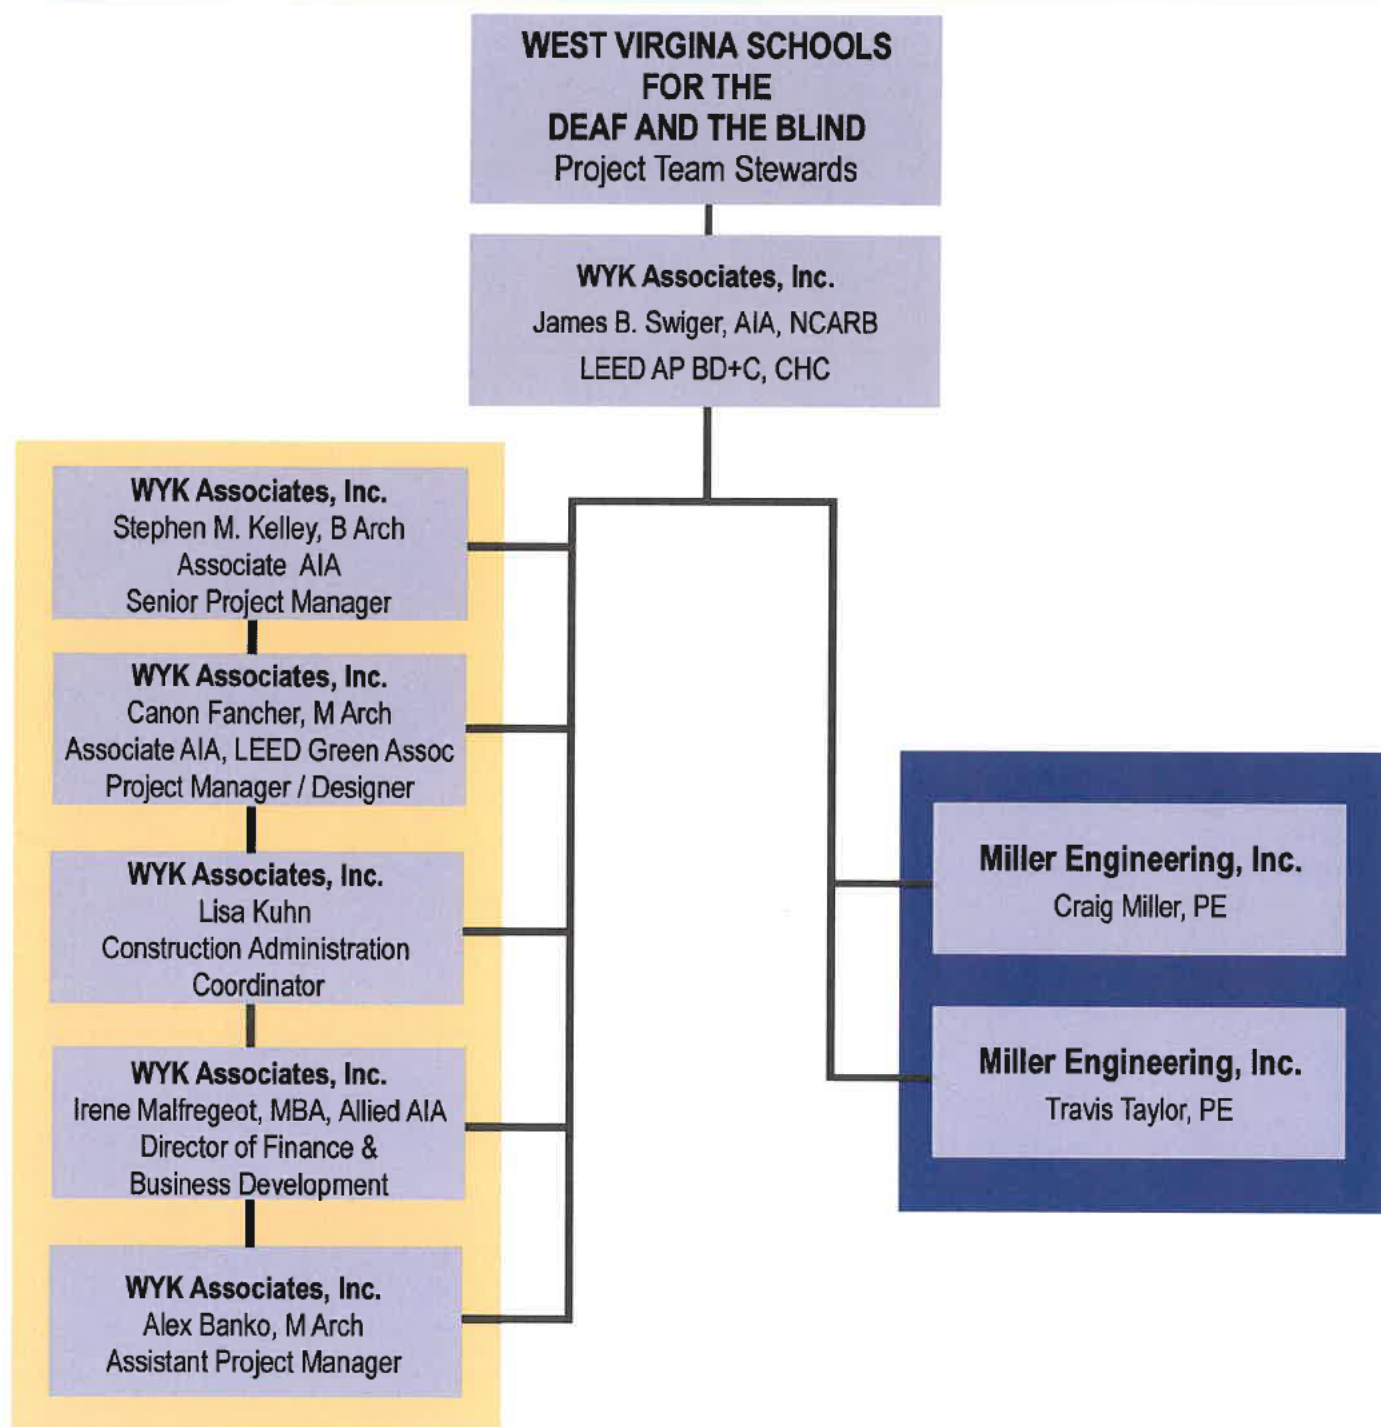 WEST VIRGINA SCHOOLS
FOR THE
DEAF AND THE BLIND
Project Team Stewards
WYK Associates, Inc.
James B. Swiger, AIA, NCARB
LEED AP BD+C, CHC
WYK Associates, Inc.
Stephen M. Kelley, B Arch
Associate AIA
Senior Project Manager
WYK Associates, Inc.
Canon Fancher, M Arch
Associate AIA, LEED Green Assoc
Project Manager / Designer
WYK Associates, Inc.
Lisa Kuhn
Construction Administration
Coordinator
WYK Associates, Inc.
Irene Malfregeot, MBA, Allied AIA
Director of Finance &
Business Development
WYK Associates, Inc.
Alex Banko, M Arch
Assistant Project Manager
Miller Engineering, Inc.
Craig Miller, PE
Miller Engineering, Inc.
Travis Taylor, PE